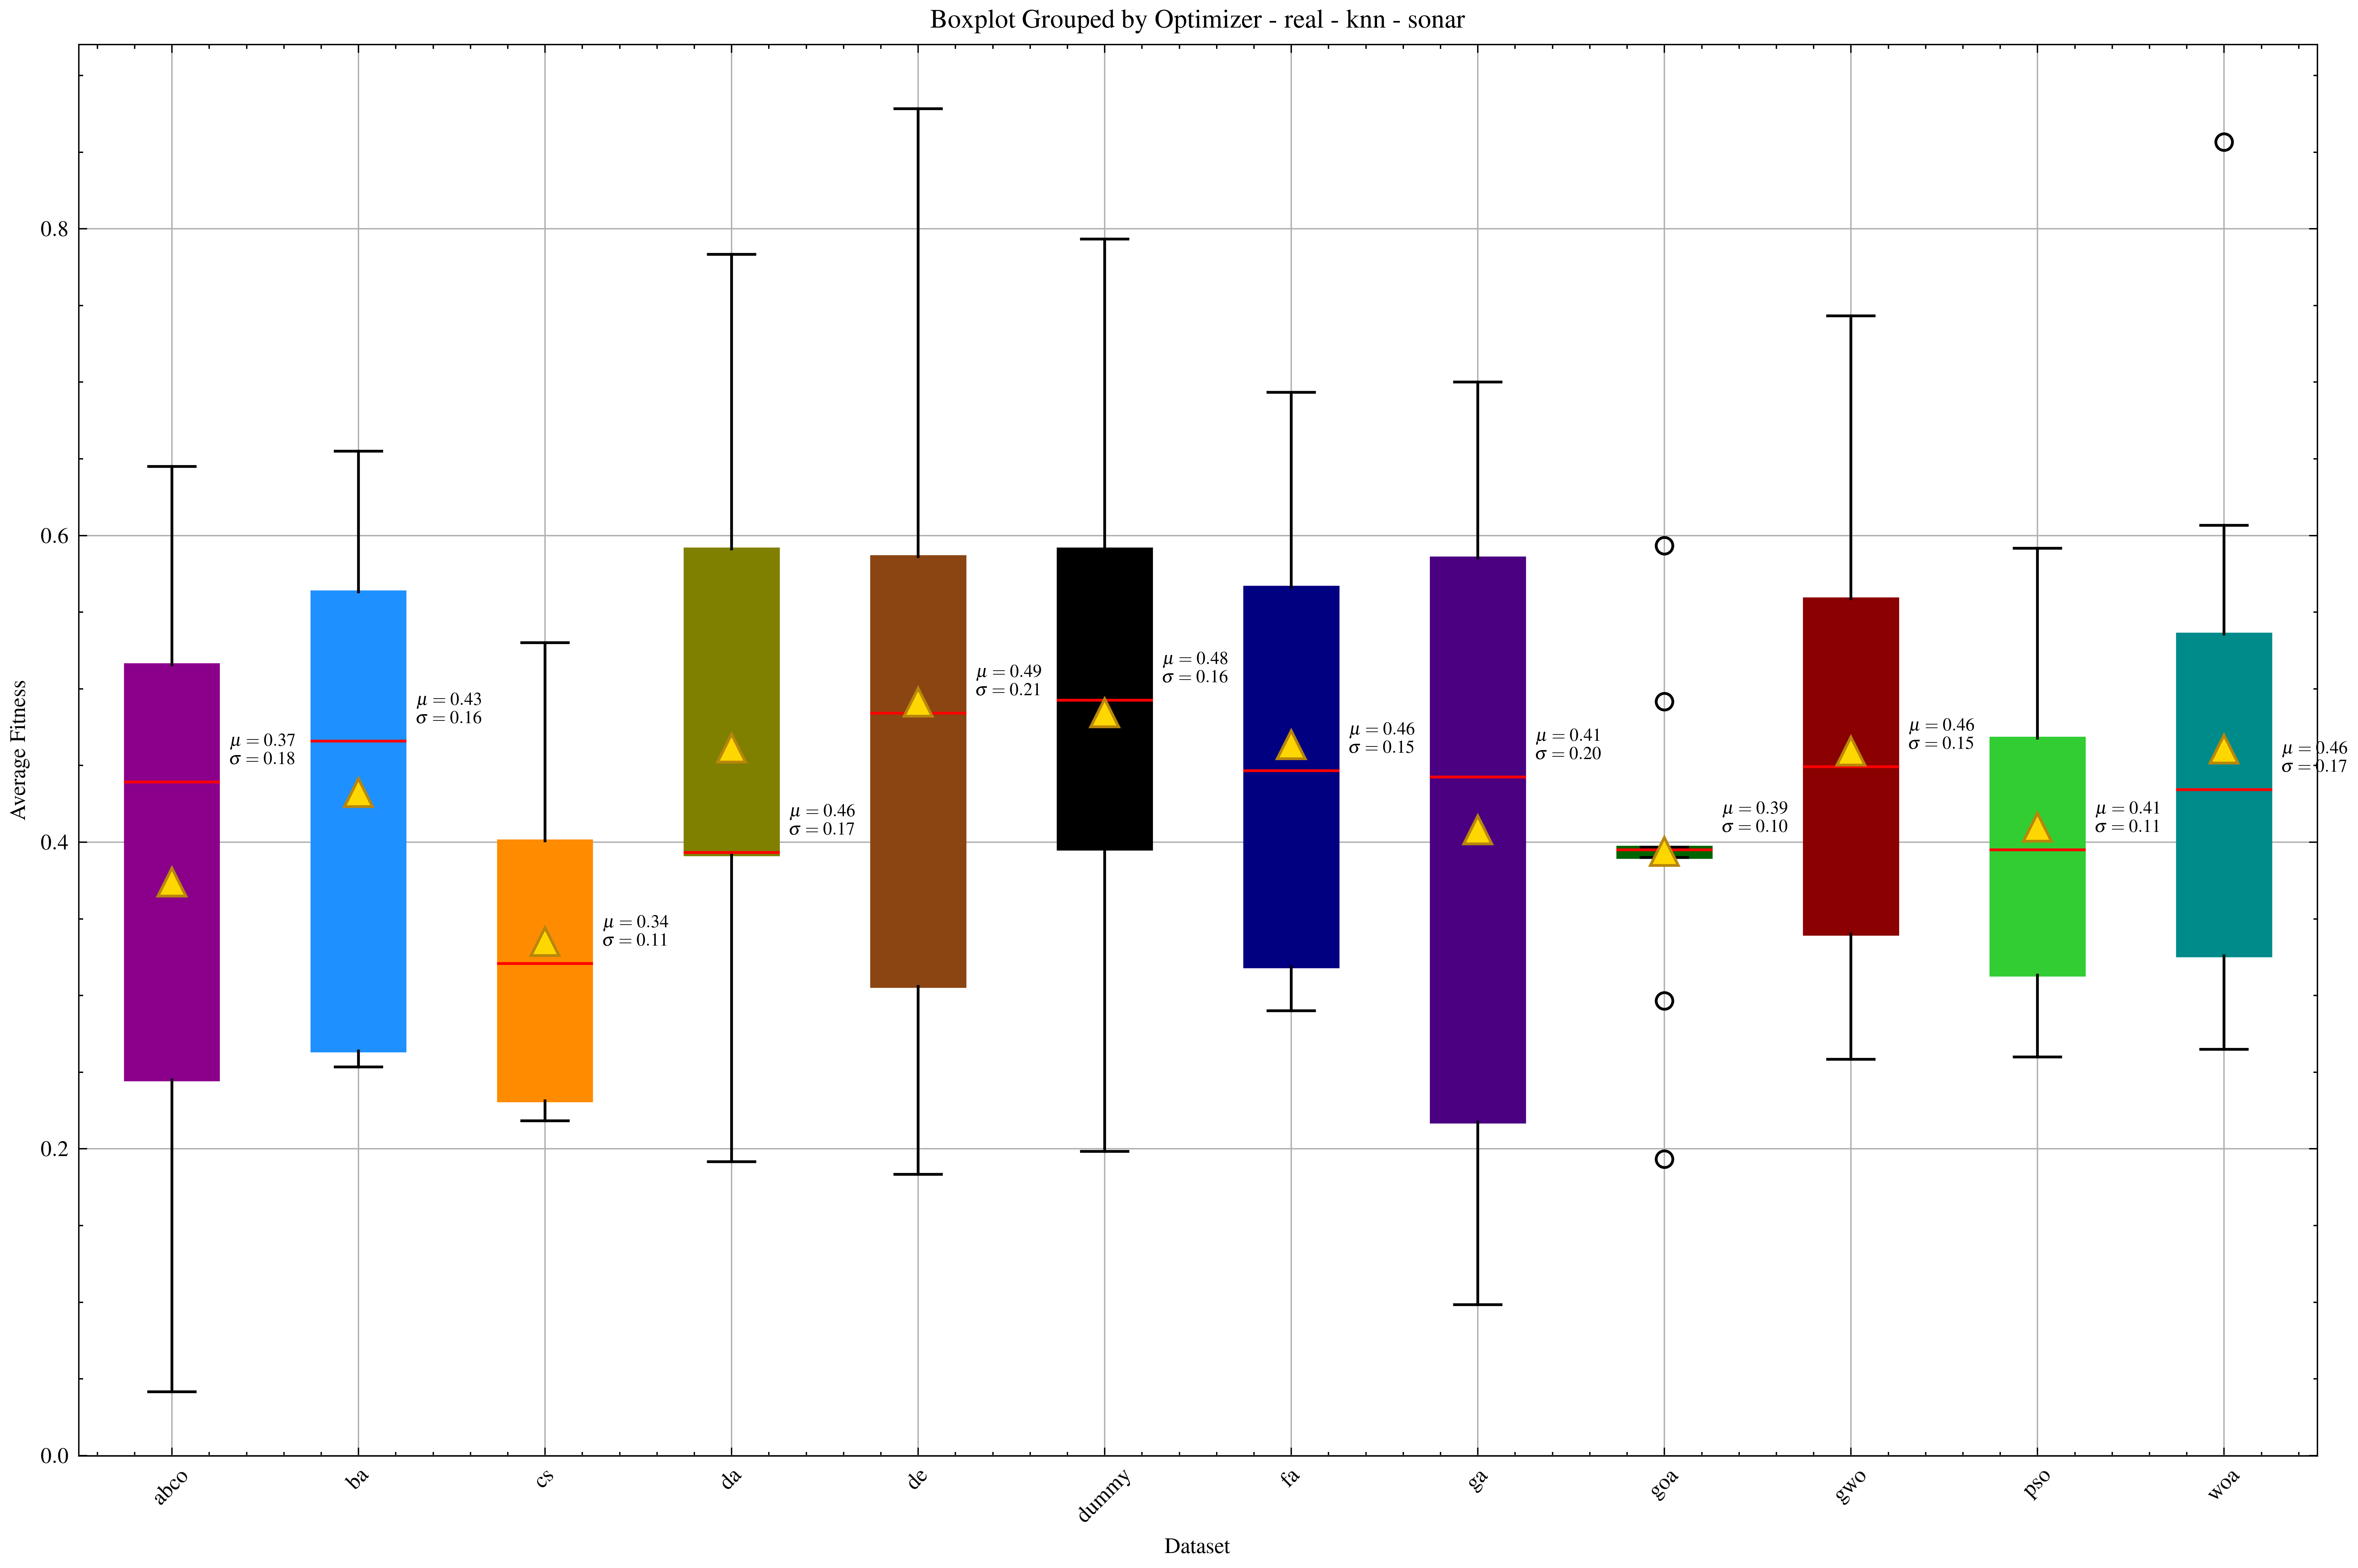 Boxplot Grouped by Optimizer - real - knn - sonar
Average Fitness
0.8
0.6
0.4
0.2
0.0
μ = 0.37
σ = 0.18
μ = 0.43
σ = 0.16
μ = 0.34
σ = 0.11
μ = 0.46
σ = 0.17
μ = 0.49
σ = 0.21
μ = 0.48
σ = 0.16
μ = 0.46
σ = 0.15
μ = 0.41
σ = 0.20
μ = 0.39
σ = 0.10
μ = 0.46
σ = 0.15
μ = 0.41
σ = 0.11
μ = 0.46
σ = 0.17
abco
ba
cs
da
de
dummy
fa
ga
goa
gwo
pso
woa
Dataset